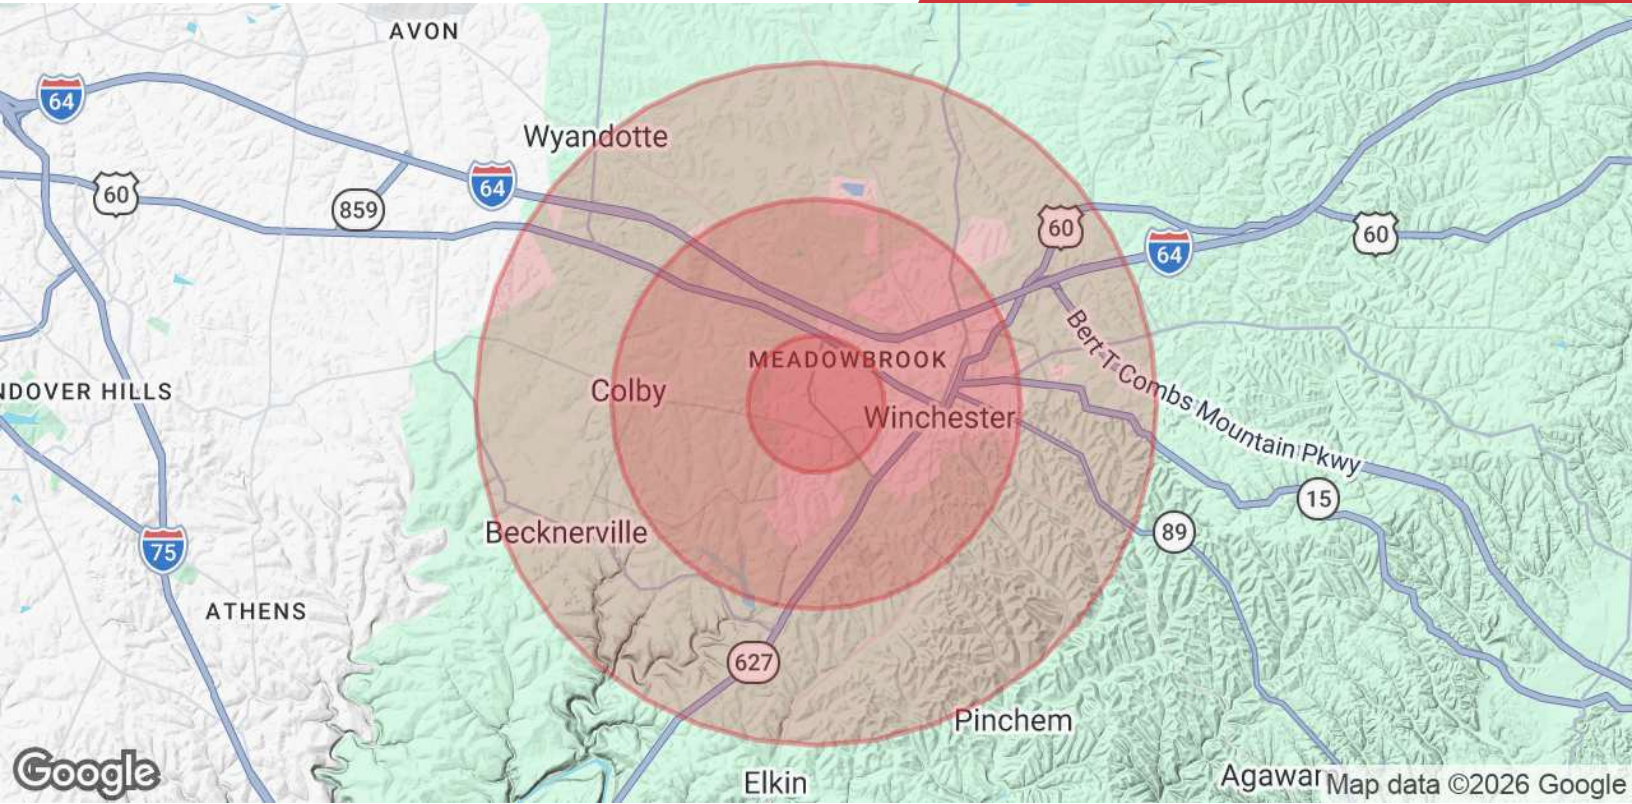 AVON
64
Wyandotte
64
60
859
60
64
60
Bert T Combs Mountain Pkwy
MEADOWBROOK
NDOVER HILLS
Colby
Winchester
15
Becknerville
89
75
ATHENS
627
Pinchem
Elkin
Agawar
Google
Map data ©2026 Google